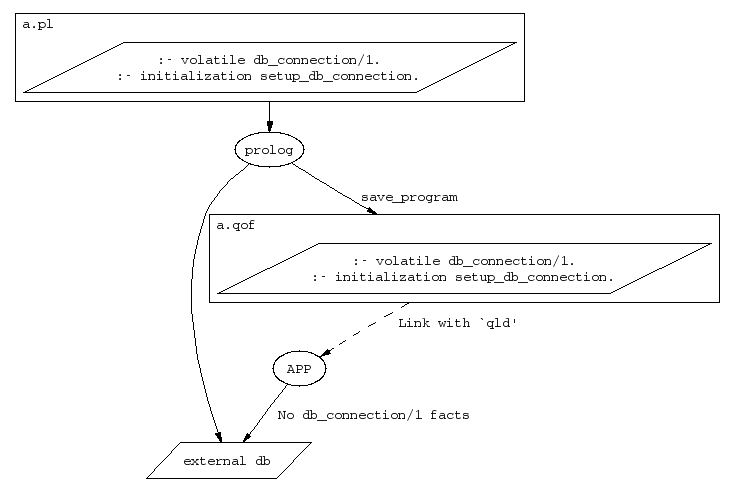 a.pl
:- volatile db_connection/1.
:- initialization setup_db_connection.
prolog
save_program
a.qof
:- volatile db_connection/1.
:- initialization setup_db_connection.
Link with `qld'
APP
No db_connection/1 facts
external db